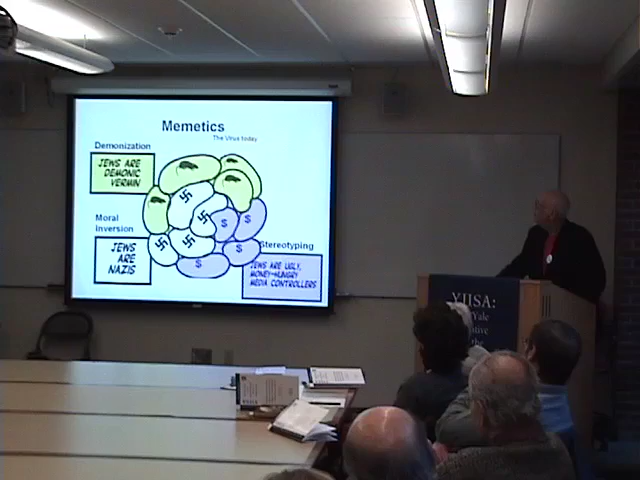 Memetics
The Virus today
Demonization
JEWS ARE
DEMONIC
VERMIN
Moral
Inversion
JEWS
ARE
NAZIS
$
$
$
$
$
Stereotyping
JEWS ARE UGLY,
MONEY-HUNGRY
MEDIA CONTROLLERS
YIISA:
Yale
the